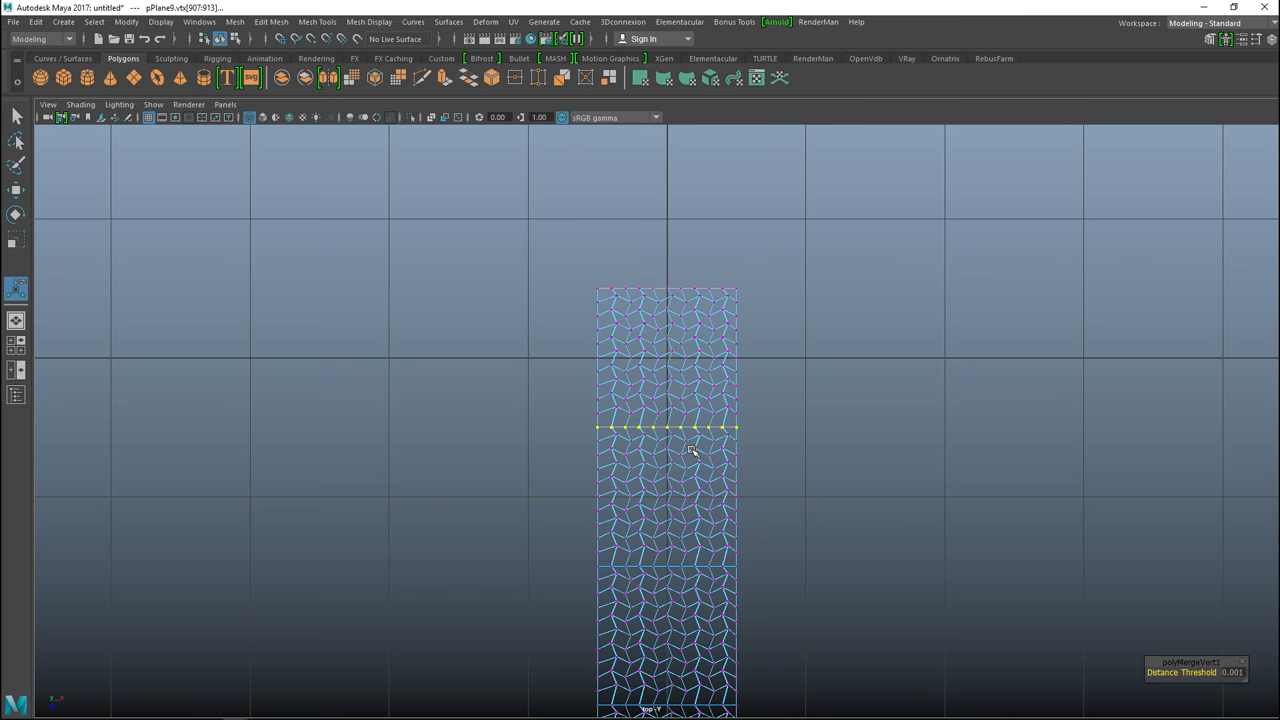 Autodesk Maya 2017: untitled* --- pPlane9.vtx[907:913]...
File Edit Create Select Modify Display Windows Mesh Edit Mesh Mesh Tools Mesh Display Curves Surfaces Deform UV Generate Cache 3Dconnexion Elementacular Bonus Tools [Arnold] RenderMan Help Workspace : Modeling - Standard
Modeling No Live Surface Sign In
Curves / Surfaces Polygons Sculpting Rigging Animation Rendering FX FX Caching Custom Bifrost Bullet MASH Motion Graphics XGen Elementacular TURTLE RenderMan OpenVdb VRay Ornatrix RebusFarm
T SVG
View Shading Lighting Show Renderer Panels
0.00 1.00 sRGB gamma
polyMergeVert1
Distance Threshold 0.001
top -Y